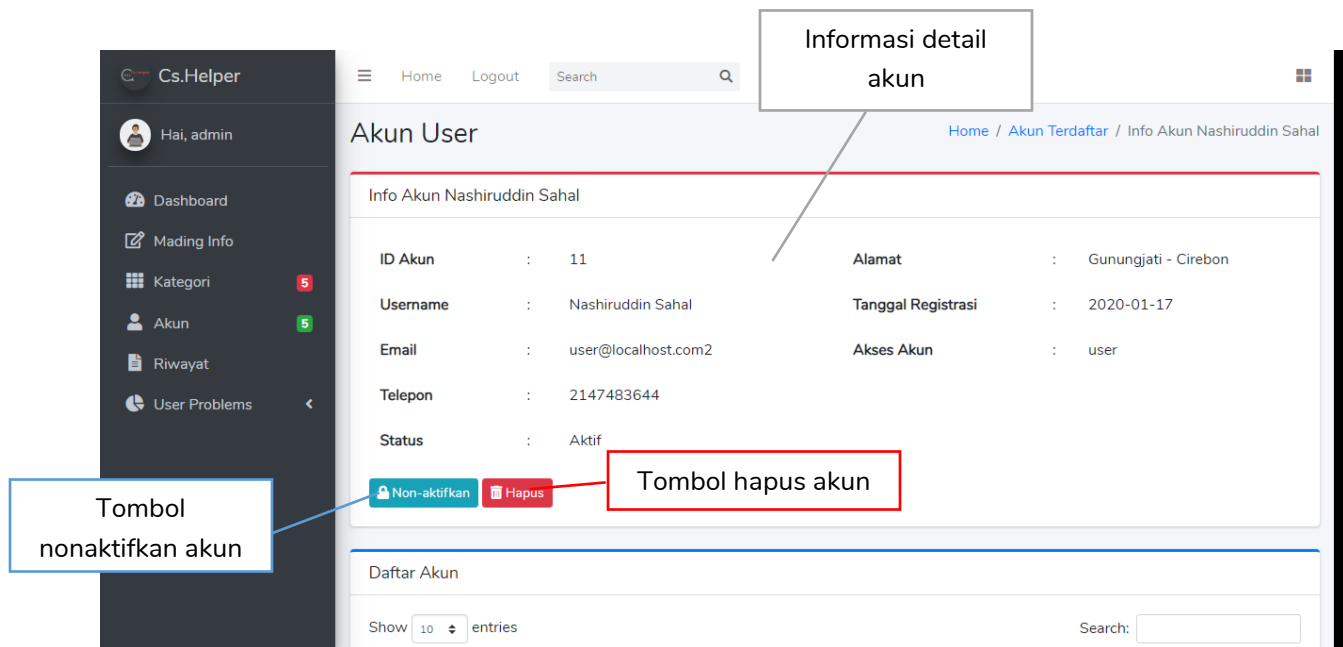 Informasi detail
akun
Cs.Helper
Home Logout Search
Hai, admin
Akun User
Home / Akun Terdaftar / Info Akun Nashiruddin Sahal
Dashboard
Mading Info
Kategori 5
Akun 5
Riwayat
User Problems
Info Akun Nashiruddin Sahal
ID Akun : 11
Username : Nashiruddin Sahal
Email : user@localhost.com2
Telepon : 2147483644
Status : Aktif
Alamat : Gunungjati - Cirebon
Tanggal Registrasi : 2020-01-17
Akses Akun : user
Non-aktifkan Hapus
Tombol hapus akun
Tombol
nonaktifkan akun
Daftar Akun
Show 10 entries
Search: